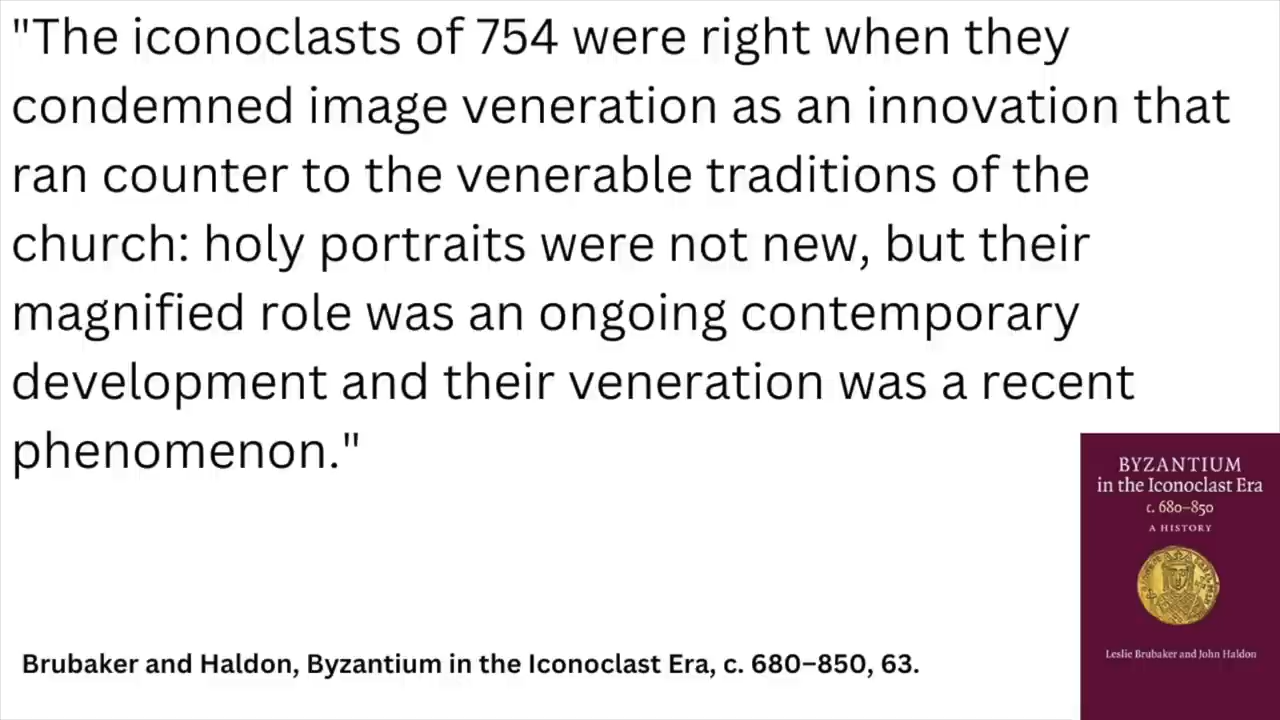 "The iconoclasts of 754 were right when they
condemned image veneration as an innovation that
ran counter to the venerable traditions of the
church: holy portraits were not new, but their
magnified role was an ongoing contemporary
development and their veneration was a recent
phenomenon."
BYZANTIUM
in the Iconoclast Era
c. 680–850
A HISTORY
Leslie Brubaker and John Haldon
Brubaker and Haldon, Byzantium in the Iconoclast Era, c. 680–850, 63.